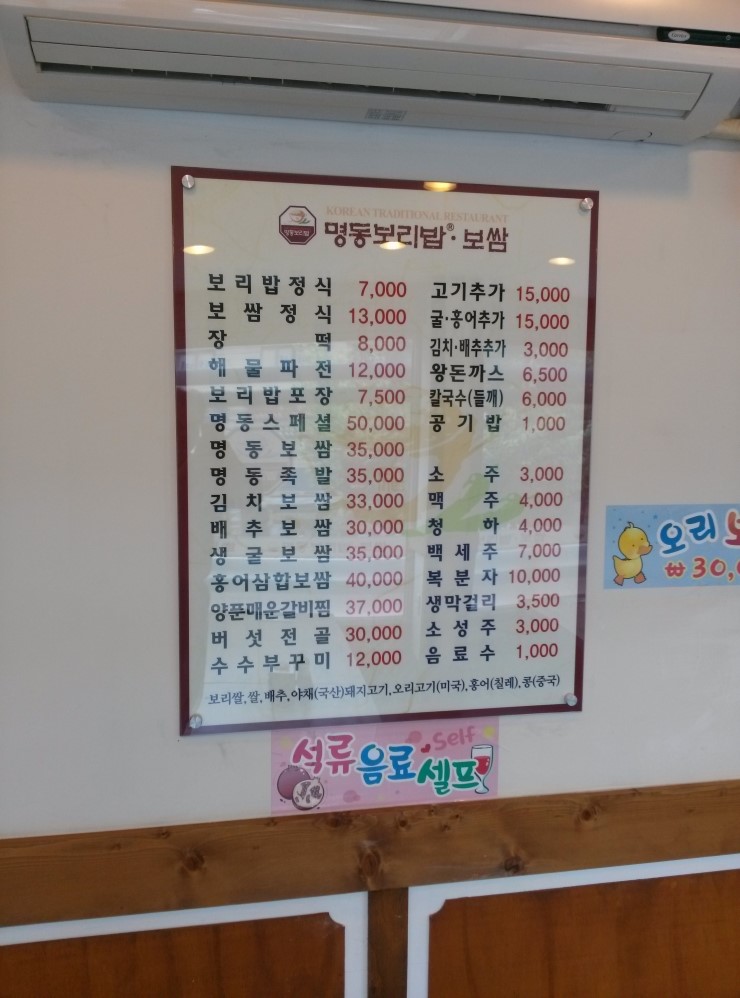 KOREAN TRADITIONAL RESTAURANT
명동보리밥
명동보리밥®·보쌈
보리밥정식 7,000
보쌈정식 13,000
장떡 8,000
해물파전 12,000
보리밥포장 7,500
명동스페셜 50,000
명동보쌈 35,000
명동족발 35,000
김치보쌈 33,000
배추보쌈 30,000
생굴보쌈 35,000
홍어삼합보쌈 40,000
양푼매운갈비찜 37,000
버섯전골 30,000
수수부꾸미 12,000
고기추가 15,000
굴·홍어추가 15,000
김치·배추추가 3,000
왕돈까스 6,500
칼국수(들깨) 6,000
공기밥 1,000
소주 3,000
맥주 4,000
청하 4,000
백세주 7,000
복분자 10,000
생막걸리 3,500
소성주 3,000
음료수 1,000
보리쌀,쌀,배추,야채(국산)돼지고기,오리고기(미국),홍어(칠레),콩(중국)
석류음료 Self 셀프
오리
₩30,